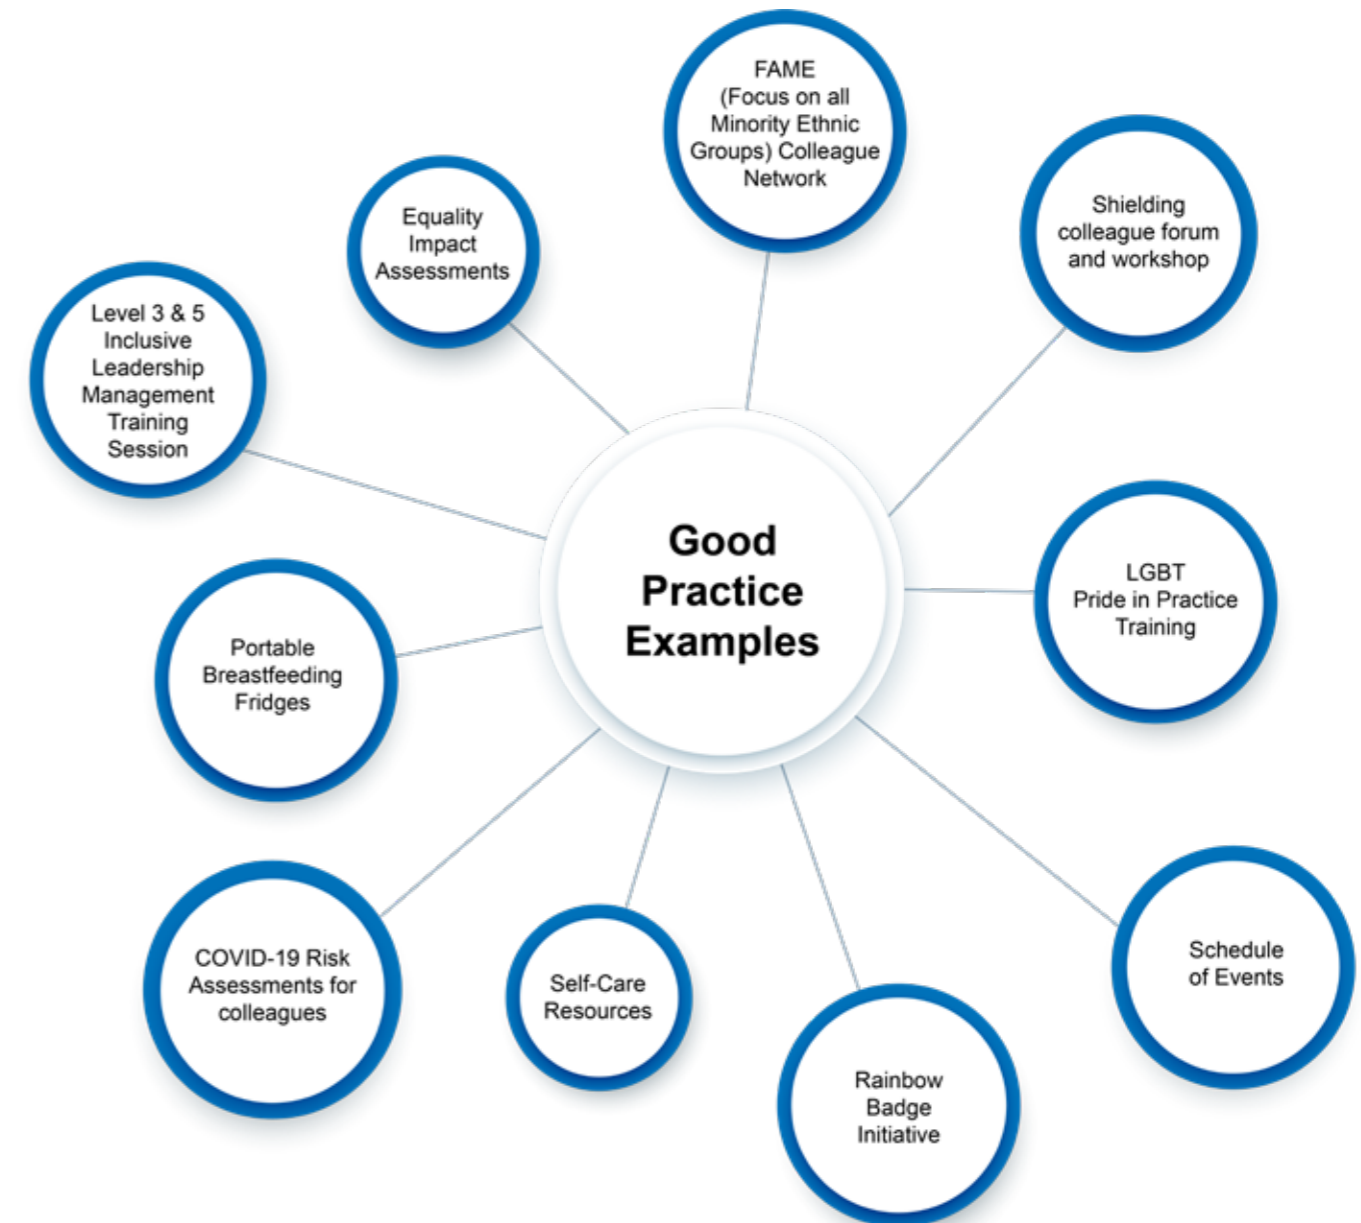 FAME
(Focus on all
Minority Ethnic
Groups) Colleague
Network
Shielding
colleague forum
and workshop
Equality
Impact
Assessments
Level 3 & 5
Inclusive
Leadership
Management
Training
Session
Good
Practice
Examples
LGBT
Pride in Practice
Training
Portable
Breastfeeding
Fridges
Schedule
of Events
COVID-19 Risk
Assessments for
colleagues
Self-Care
Resources
Rainbow
Badge
Initiative